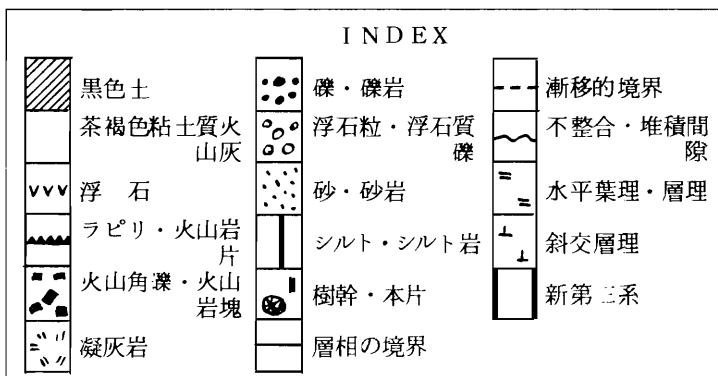 INDEX
黒色土
茶褐色粘土質火
山灰
浮 石
ラピリ・火山岩
片
火山角礫・火山
岩塊
凝灰岩
礫・礫岩
浮石粒・浮石質
礫
砂・砂岩
シルト・シルト岩
樹幹・本片
層相の境界
漸移的境界
不整合・堆積間
隙
水平葉理・層理
斜交層理
新第三系